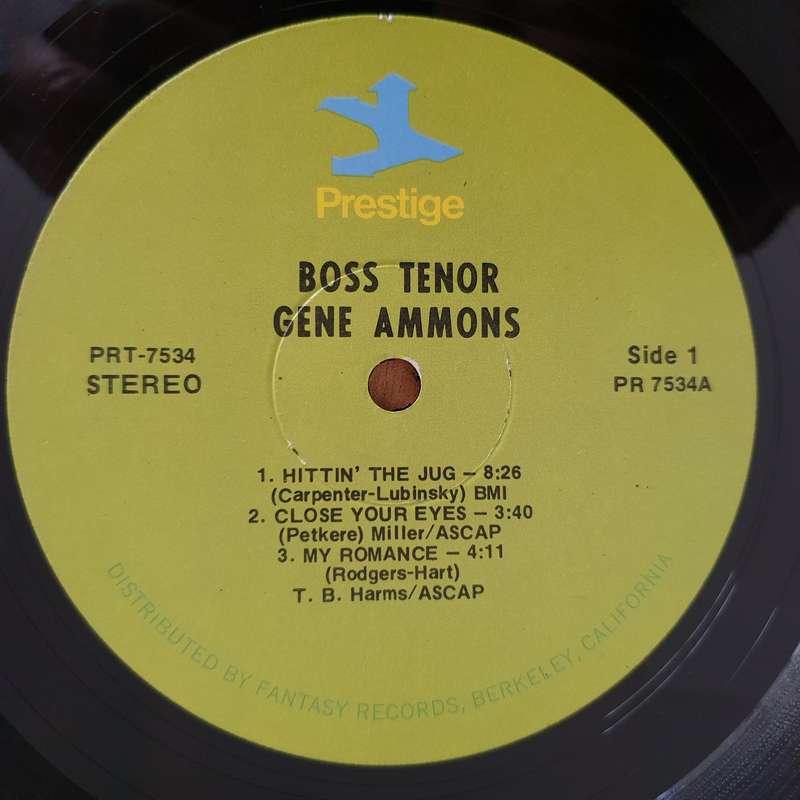 Prestige
BOSS TENOR
GENE AMMONS
PRT-7534
STEREO
Side 1
PR 7534A
1. HITTIN' THE JUG – 8:26
(Carpenter-Lubinsky) BMI
2. CLOSE YOUR EYES – 3:40
(Petkere) Miller/ASCAP
3. MY ROMANCE – 4:11
(Rodgers-Hart)
T. B. Harms/ASCAP
DISTRIBUTED BY FANTASY RECORDS, BERKELEY, CALIFORNIA